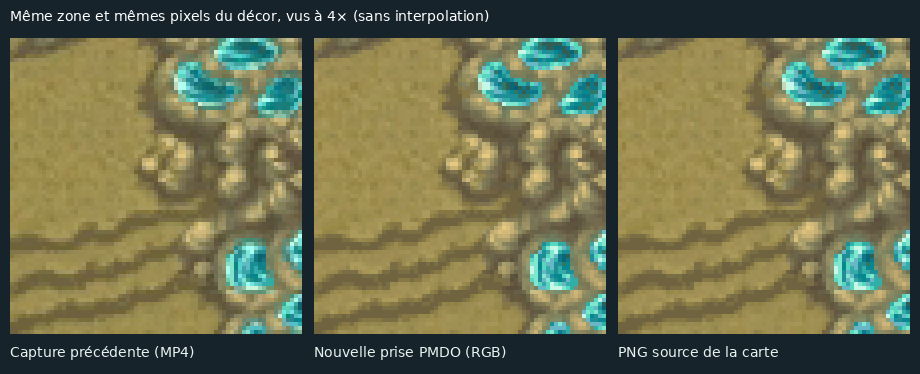 Même zone et mêmes pixels du décor, vus à 4× (sans interpolation)
Capture précédente (MP4)
Nouvelle prise PMDO (RGB)
PNG source de la carte